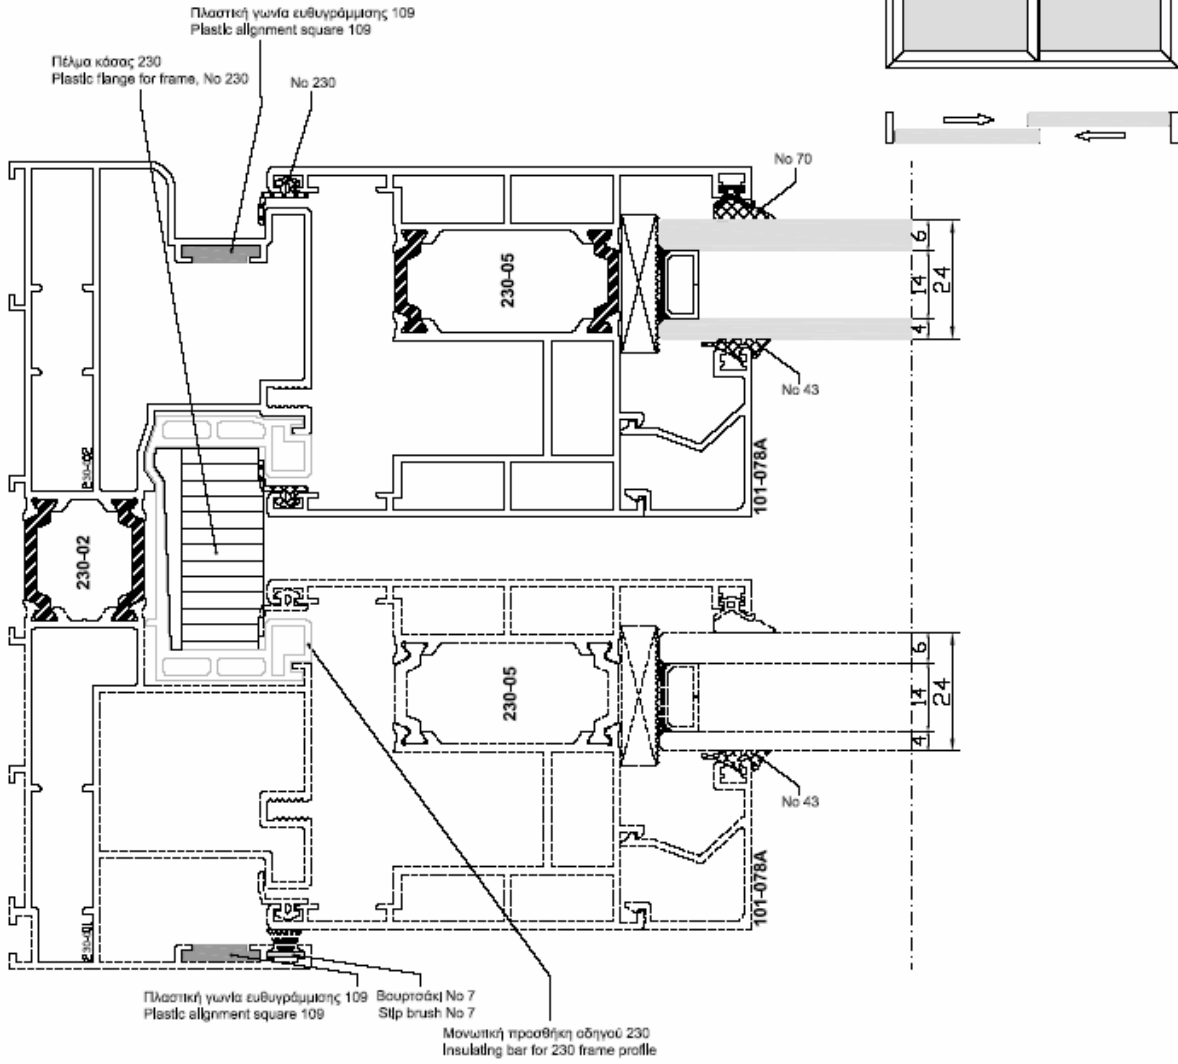 Πλαστική γωνία ευθυγράμμισης 109
Plastic alignment square 109
Πέλμα κάσας 230
Plastic flange for frame, No 230
No 230
No 70
230-05
6
14
4
24
No 43
101-078A
230-02
230-05
6
14
4
24
No 43
101-078A
Πλαστική γωνία ευθυγράμμισης 109
Plastic alignment square 109
Βουρτσάκι No 7
Stip brush No 7
Μονωτική προσθήκη οδηγού 230
Insulating bar for 230 frame profile